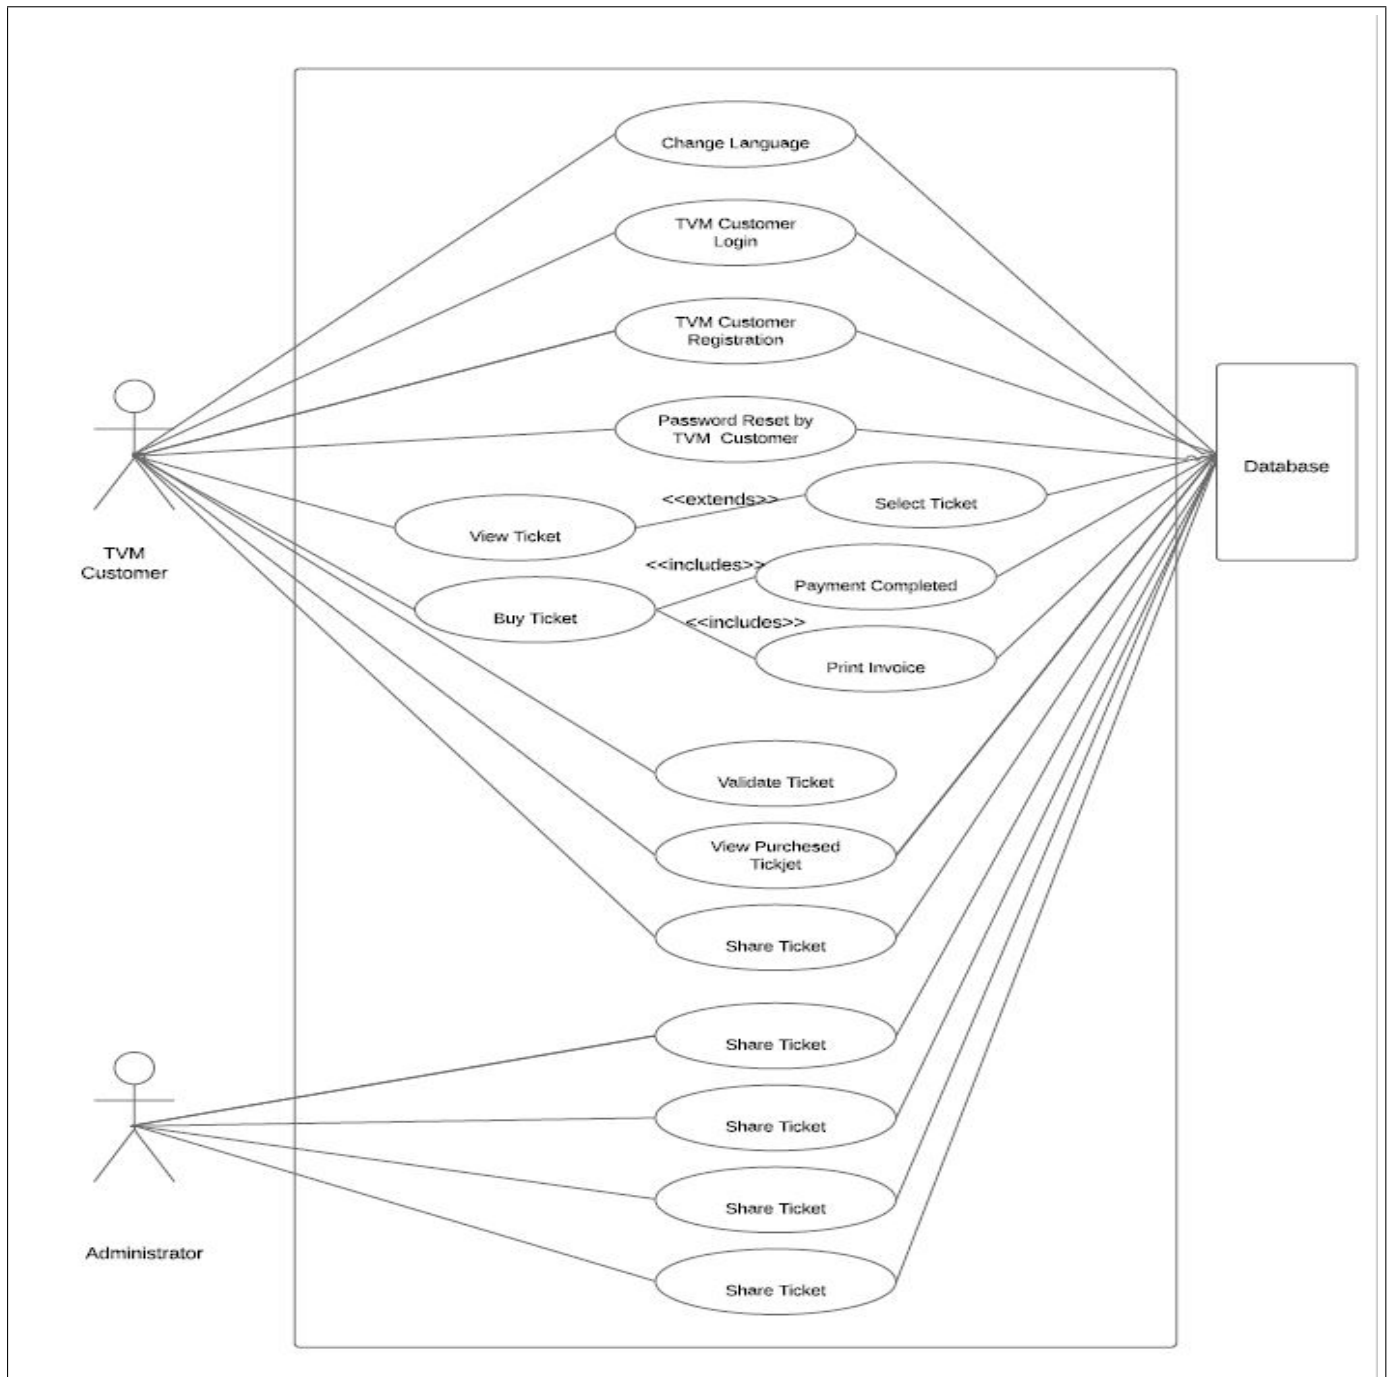 Change Language
TVM Customer
Login
TVM Customer
Registration
Password Reset by
TVM Customer
<<extends>>
Select Ticket
View Ticket
Database
TVM
Customer
<<includes>>
Payment Completed
Buy Ticket
<<includes>>
Print Invoice
Validate Ticket
View Purchesed
Tickjet
Share Ticket
Share Ticket
Share Ticket
Share Ticket
Share Ticket
Administrator